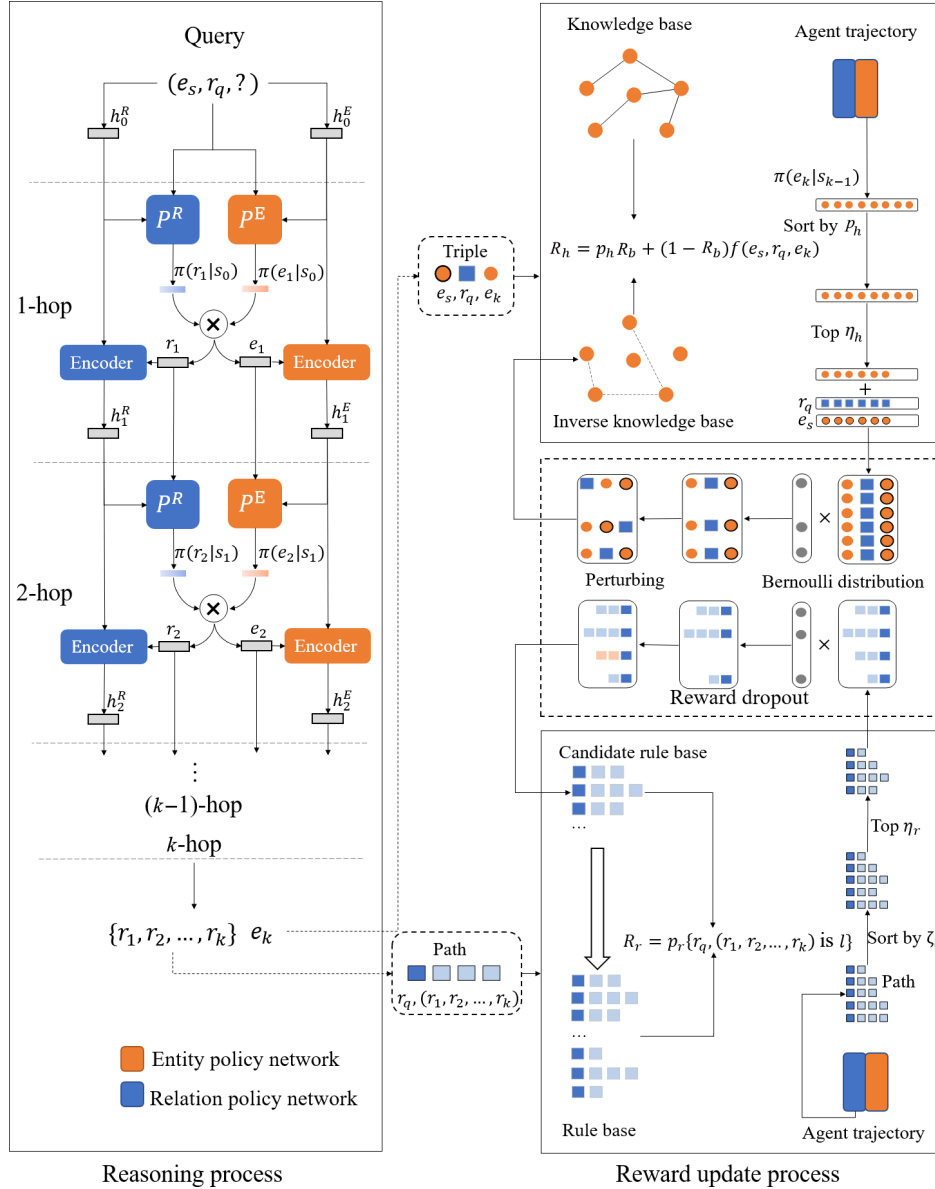 Query
(e_s, r_q, ?)
h_0^R
h_0^E
P^R
P^E
π(r_1|s_0)
π(e_1|s_0)
1-hop
×
r_1
e_1
Encoder
Encoder
h_1^R
h_1^E
P^R
P^E
π(r_2|s_1)
π(e_2|s_1)
2-hop
×
r_2
e_2
Encoder
Encoder
h_2^R
h_2^E
⋮
(k−1)-hop
k-hop
{r_1, r_2, ..., r_k} e_k
Entity policy network
Relation policy network
Reasoning process
Triple
e_s, r_q, e_k
Path
r_q, (r_1, r_2, ..., r_k)
Knowledge base
Agent trajectory
π(e_k|s_{k−1})
Sort by p_h
R_h = p_h R_b + (1 − R_b) f(e_s, r_q, e_k)
Top η_h
+
r_q
e_s
Inverse knowledge base
×
Perturbing
Bernoulli distribution
×
Reward dropout
Candidate rule base
...
Top η_r
R_r = p_r{r_q, (r_1, r_2, ..., r_k) is l}
Sort by ζ
Path
...
Rule base
Agent trajectory
Reward update process